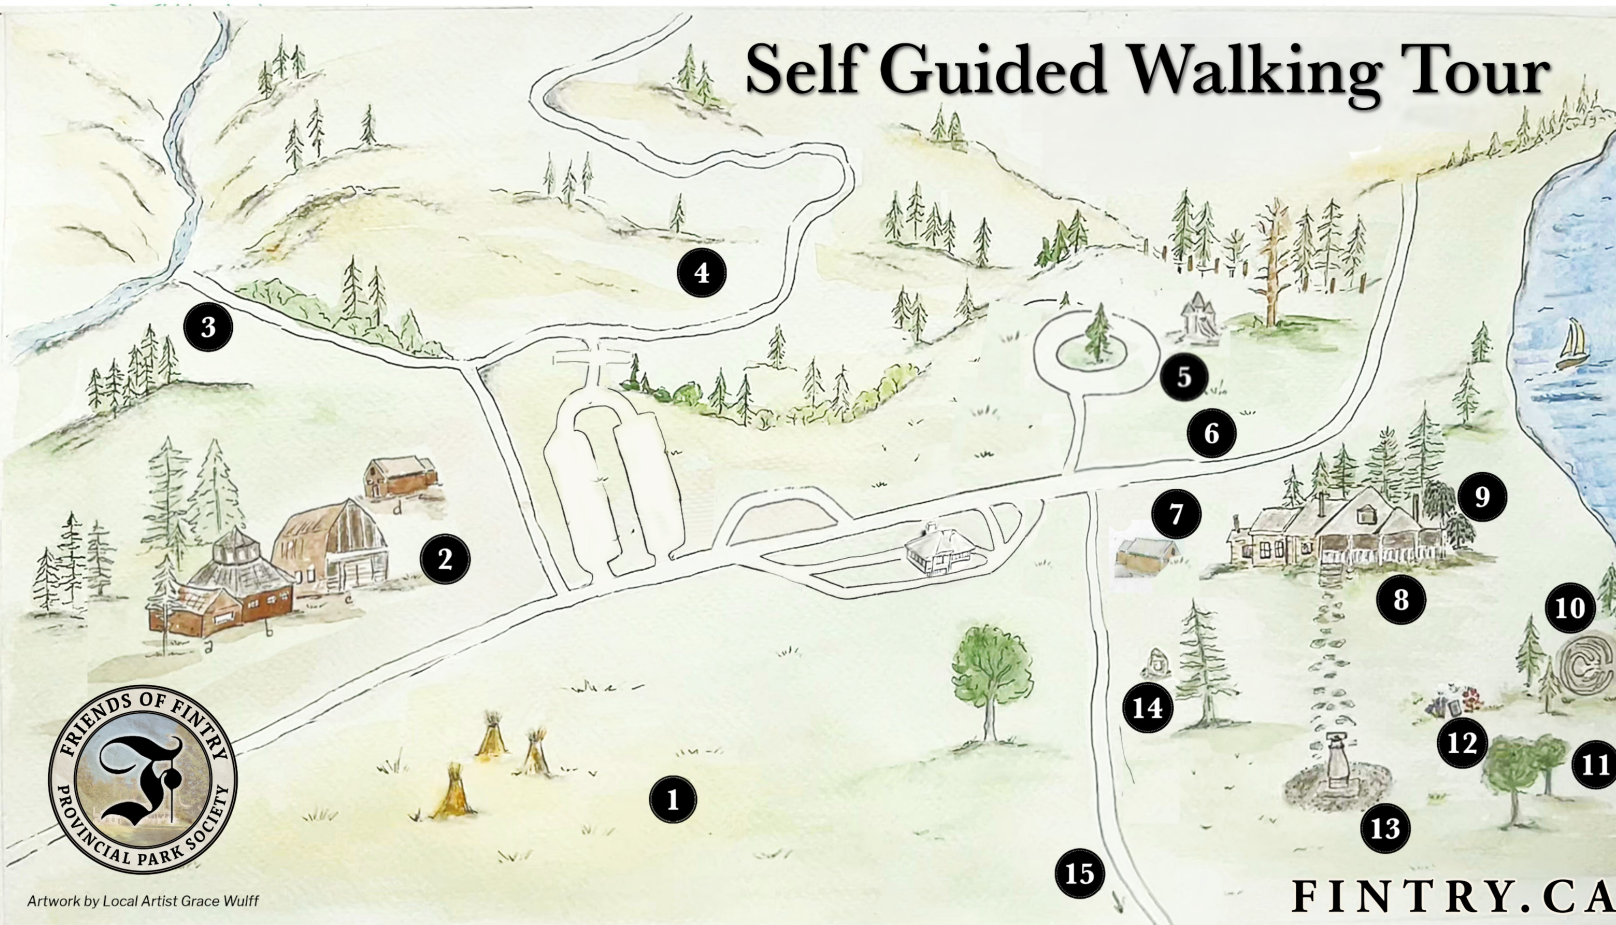 Self Guided Walking Tour
4
3
5
6
9
7
2
8
10
14
12
11
1
13
15
a
b
c
d
FRIENDS OF FINTRY
F
PROVINCIAL PARK SOCIETY
Artwork by Local Artist Grace Wulff
FINTRY.CA